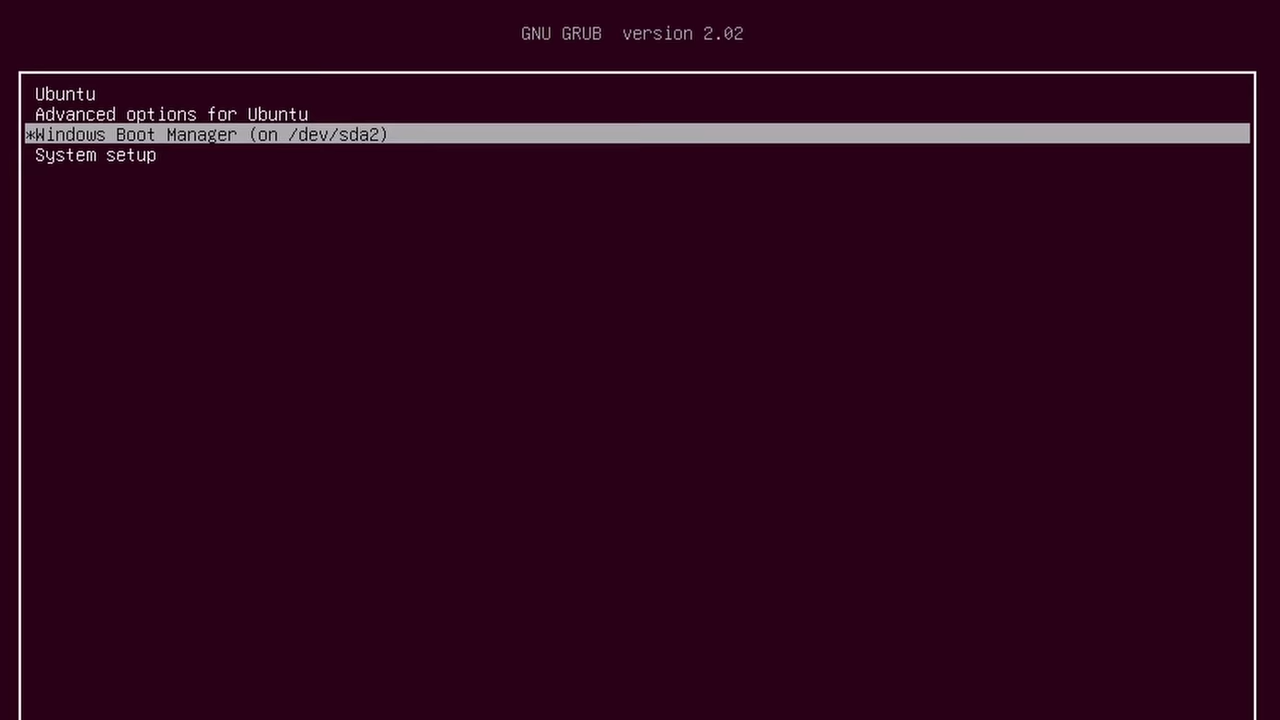 GNU GRUB  version 2.02
Ubuntu
Advanced options for Ubuntu
*Windows Boot Manager (on /dev/sda2)
System setup